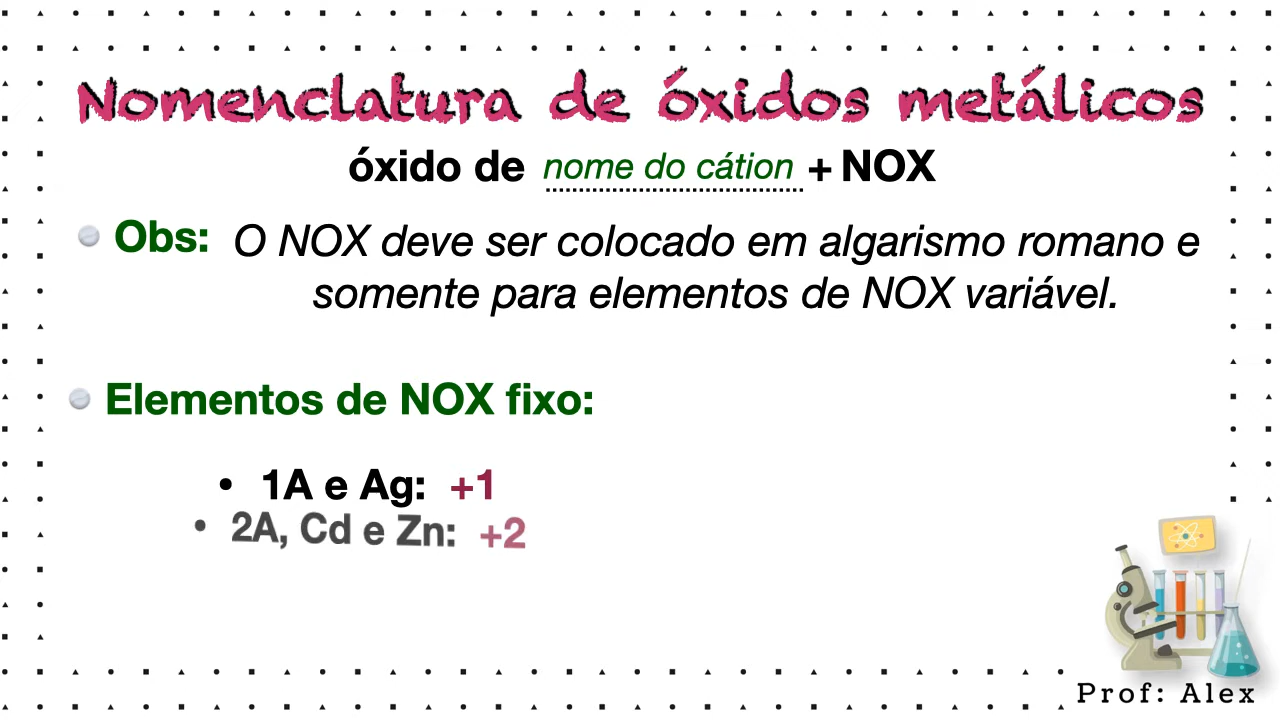 Nomenclatura de óxidos metálicos
óxido de nome do cátion + NOX
Obs: O NOX deve ser colocado em algarismo romano e
somente para elementos de NOX variável.
Elementos de NOX fixo:
• 1A e Ag: +1
• 2A, Cd e Zn: +2
Prof: Alex